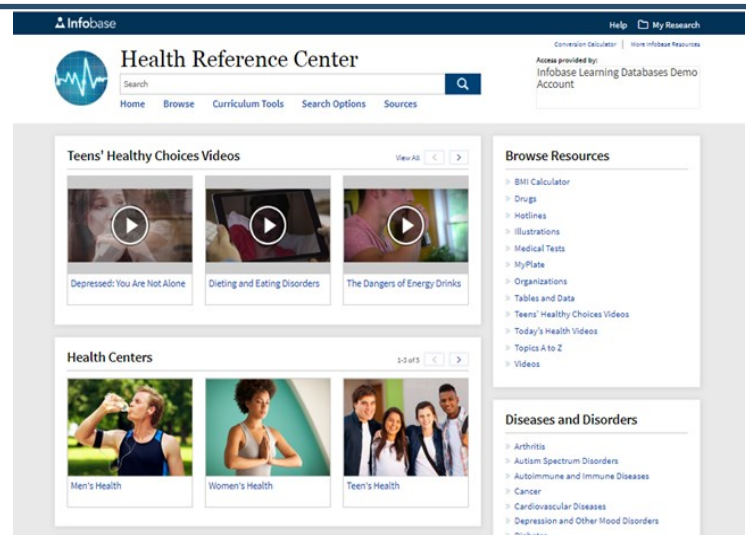 Infobase
Help My Research
Conversion Calculator | More Infobase Resources
Health Reference Center
Access provided by:
Infobase Learning Databases Demo
Account
Search
Home Browse Curriculum Tools Search Options Sources
Teens' Healthy Choices Videos
View All
Depressed: You Are Not Alone
Dieting and Eating Disorders
The Dangers of Energy Drinks
Health Centers
1-3 of 5
Men's Health
Women's Health
Teen's Health
Browse Resources
BMI Calculator
Drugs
Hotlines
Illustrations
Medical Tests
MyPlate
Organizations
Tables and Data
Teens' Healthy Choices Videos
Today's Health Videos
Topics A to Z
Videos
Diseases and Disorders
Arthritis
Autism Spectrum Disorders
Autoimmune and Immune Diseases
Cancer
Cardiovascular Diseases
Depression and Other Mood Disorders